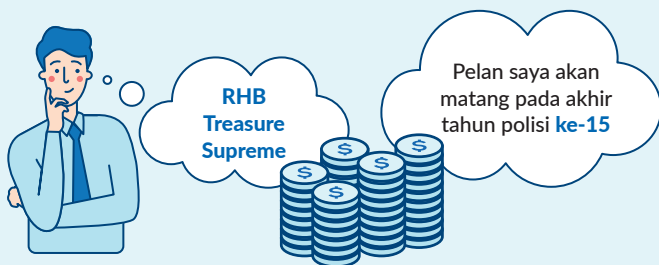 RHB
Treasure
Supreme
Pelan saya akan
matang pada akhir
tahun polisi ke-15
$
$
$
$
$